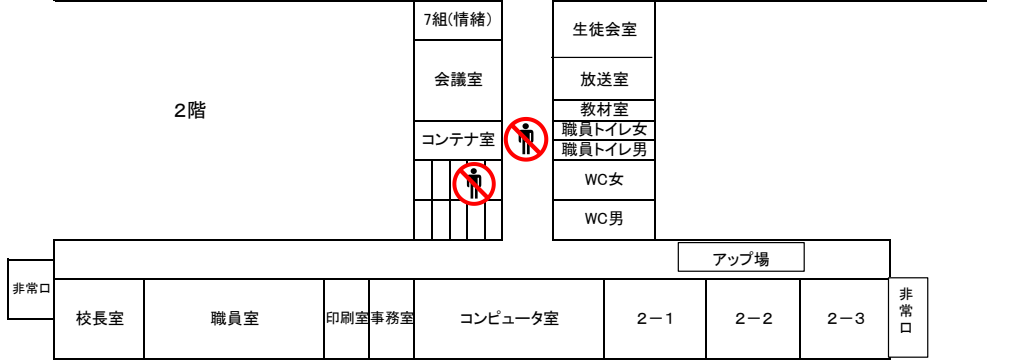 7組(情緒)
生徒会室
会議室
放送室
2階
教材室
職員トイレ女
コンテナ室
職員トイレ男
WC女
WC男
アップ場
非常口
校長室
職員室
印刷室
事務室
コンピュータ室
2－1
2－2
2－3
非常口